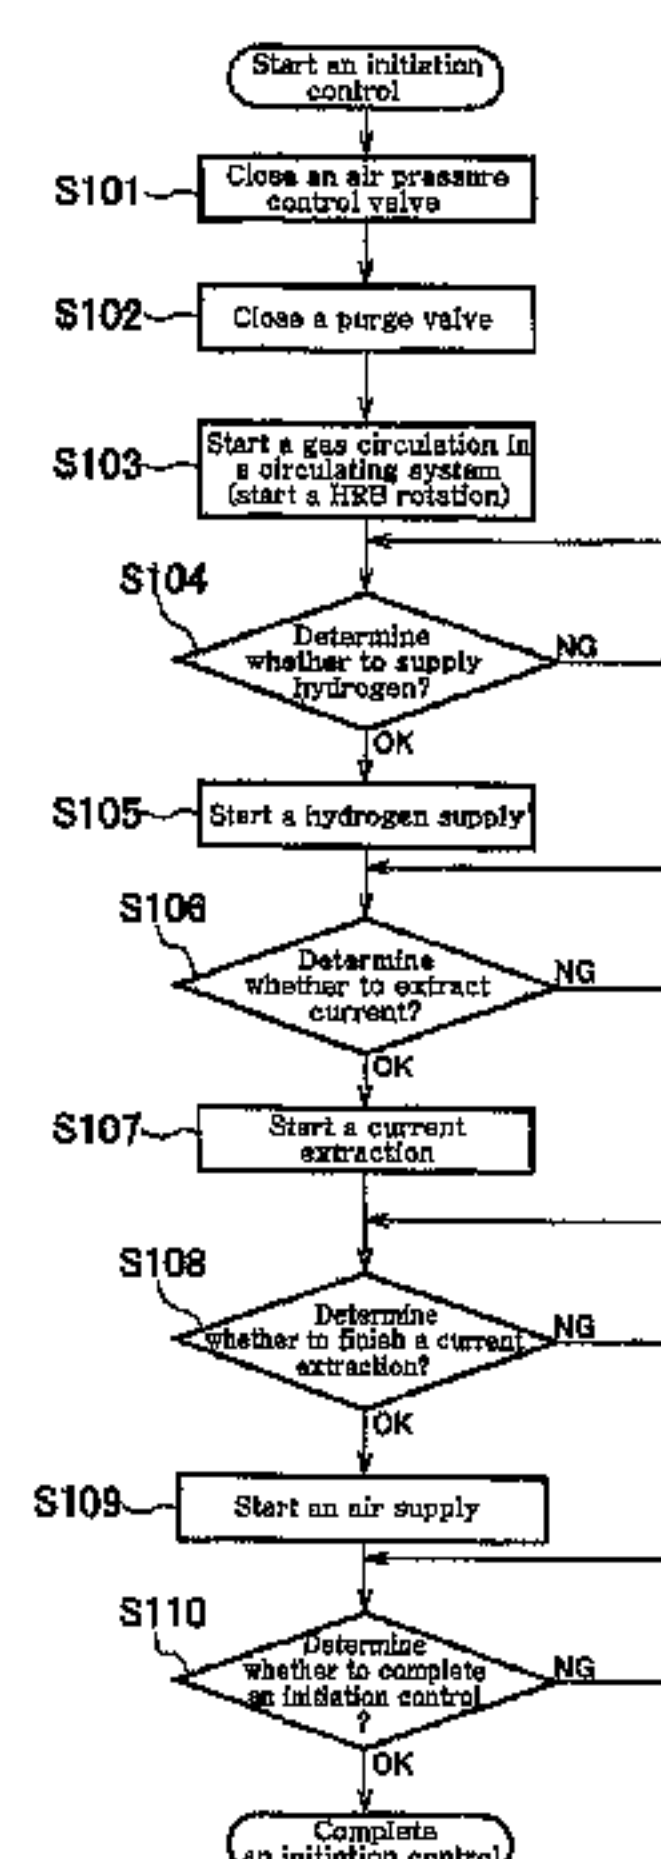 Start an initiation
control
S101
Close an air pressure
control valve
S102
Close a purge valve
S103
Start a gas circulation in
a circulating system
(start a HRB rotation)
S104
Determine
whether to supply
hydrogen?
NG
OK
S105
Start a hydrogen supply
S106
Determine
whether to extract
current?
NG
OK
S107
Start a current
extraction
S108
Determine
whether to finish a current
extraction?
NG
OK
S109
Start an air supply
S110
Determine
whether to complete
an initiation control
?
NG
OK
Complete
an initiation control